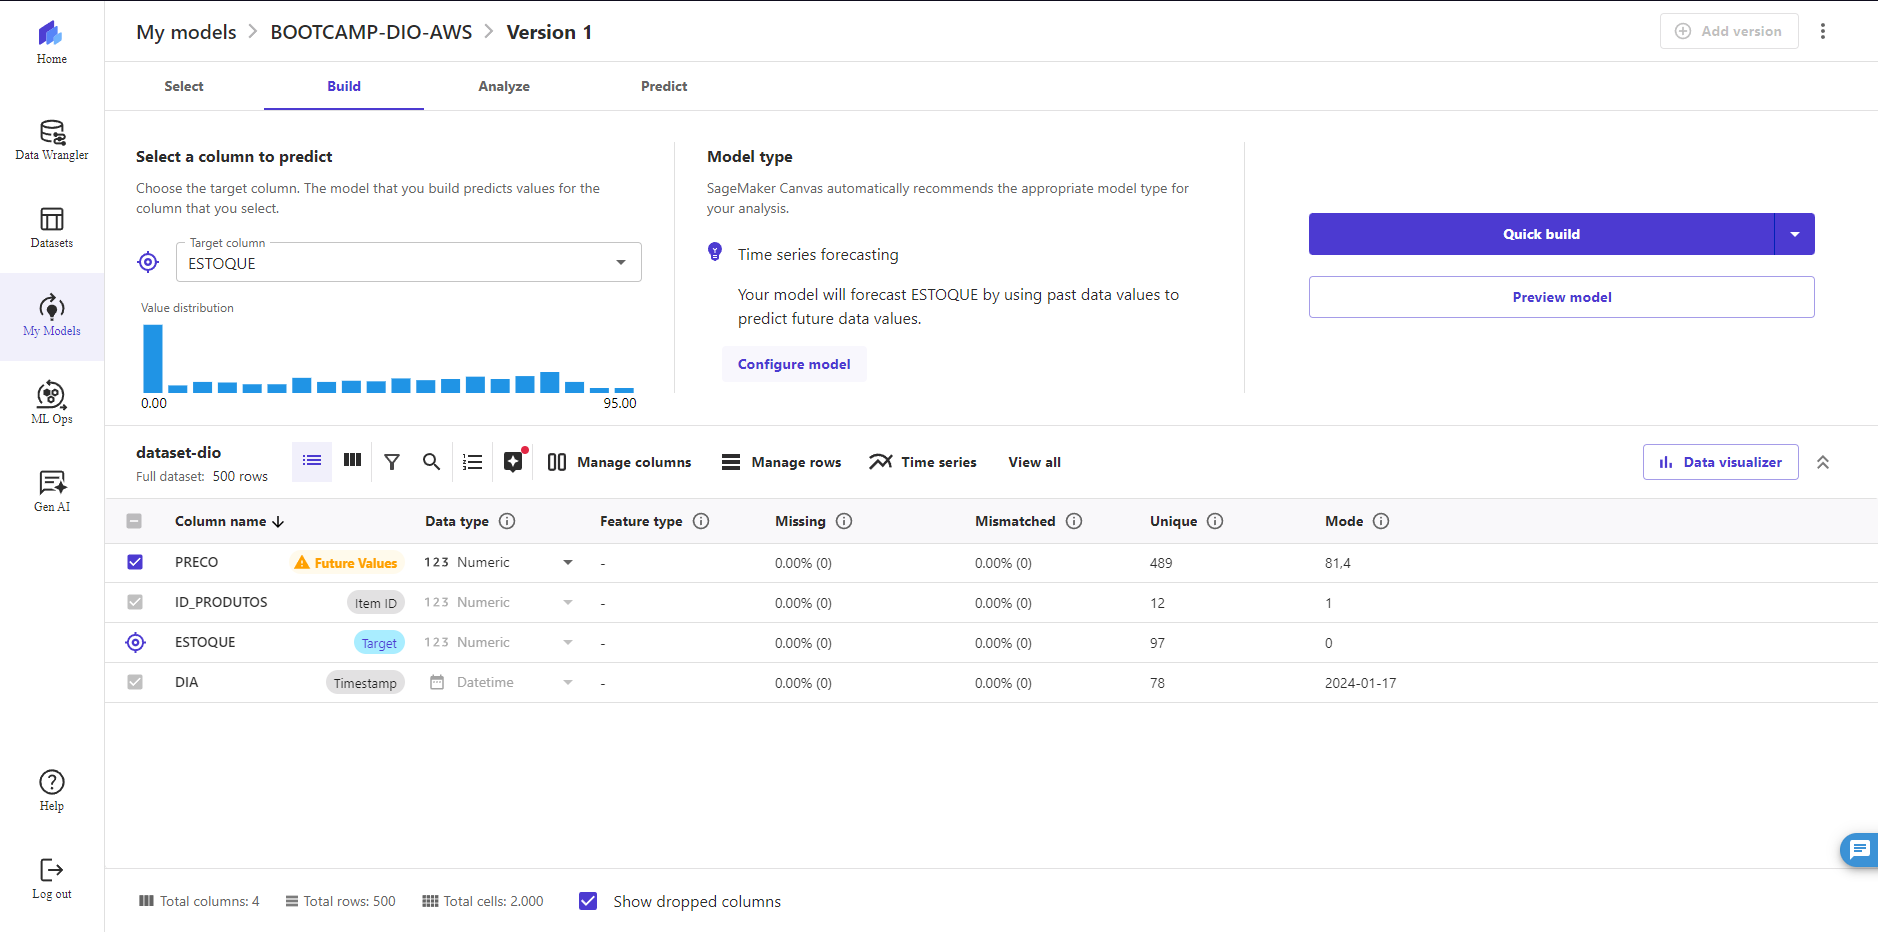 Home
Data Wrangler
Datasets
My Models
ML Ops
Gen AI
Help
Log out
My models > BOOTCAMP-DIO-AWS > Version 1
Add version
Select
Build
Analyze
Predict
Select a column to predict
Choose the target column. The model that you build predicts values for the
column that you select.
Target column
ESTOQUE
Value distribution
0.00
95.00
Model type
SageMaker Canvas automatically recommends the appropriate model type for
your analysis.
Time series forecasting
Your model will forecast ESTOQUE by using past data values to
predict future data values.
Configure model
Quick build
Preview model
dataset-dio
Full dataset: 500 rows
Manage columns
Manage rows
Time series
View all
Data visualizer
Column name Data type Feature type Missing Mismatched Unique Mode
PRECO Future Values 123 Numeric - 0.00% (0) 0.00% (0) 489 81,4
ID_PRODUTOS Item ID 123 Numeric - 0.00% (0) 0.00% (0) 12 1
ESTOQUE Target 123 Numeric - 0.00% (0) 0.00% (0) 97 0
DIA Timestamp Datetime - 0.00% (0) 0.00% (0) 78 2024-01-17
Total columns: 4
Total rows: 500
Total cells: 2.000
Show dropped columns